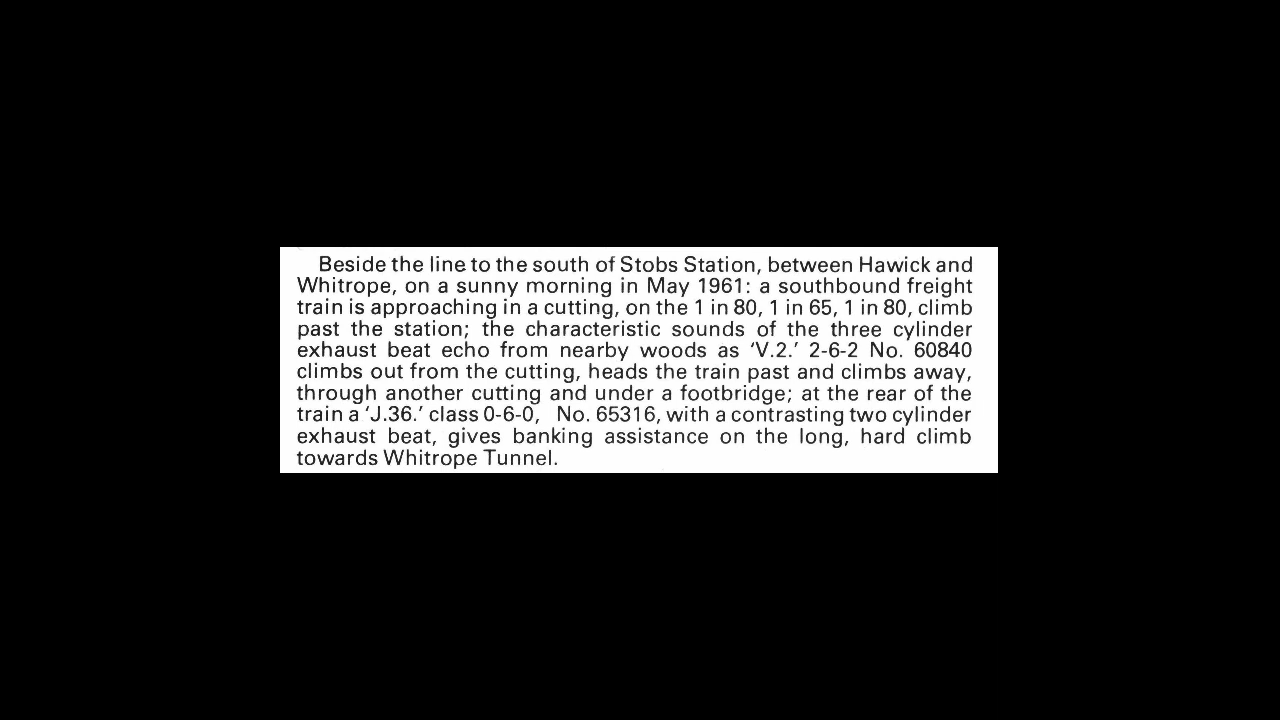 Beside the line to the south of Stobs Station, between Hawick and
Whitrope, on a sunny morning in May 1961: a southbound freight
train is approaching in a cutting, on the 1 in 80, 1 in 65, 1 in 80, climb
past the station; the characteristic sounds of the three cylinder
exhaust beat echo from nearby woods as ‘V.2.’ 2-6-2 No. 60840
climbs out from the cutting, heads the train past and climbs away,
through another cutting and under a footbridge; at the rear of the
train a ‘J.36.’ class 0-6-0, No. 65316, with a contrasting two cylinder
exhaust beat, gives banking assistance on the long, hard climb
towards Whitrope Tunnel.